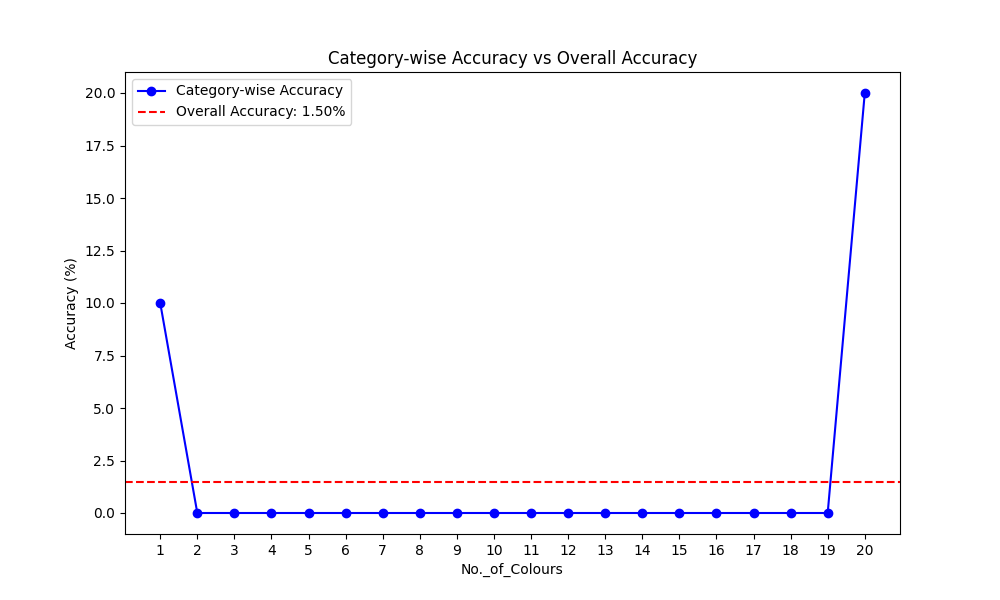 Category-wise Accuracy vs Overall Accuracy
Category-wise Accuracy
Overall Accuracy: 1.50%
20.0
17.5
15.0
12.5
10.0
7.5
5.0
2.5
0.0
Accuracy (%)
1 2 3 4 5 6 7 8 9 10 11 12 13 14 15 16 17 18 19 20
No._of_Colours